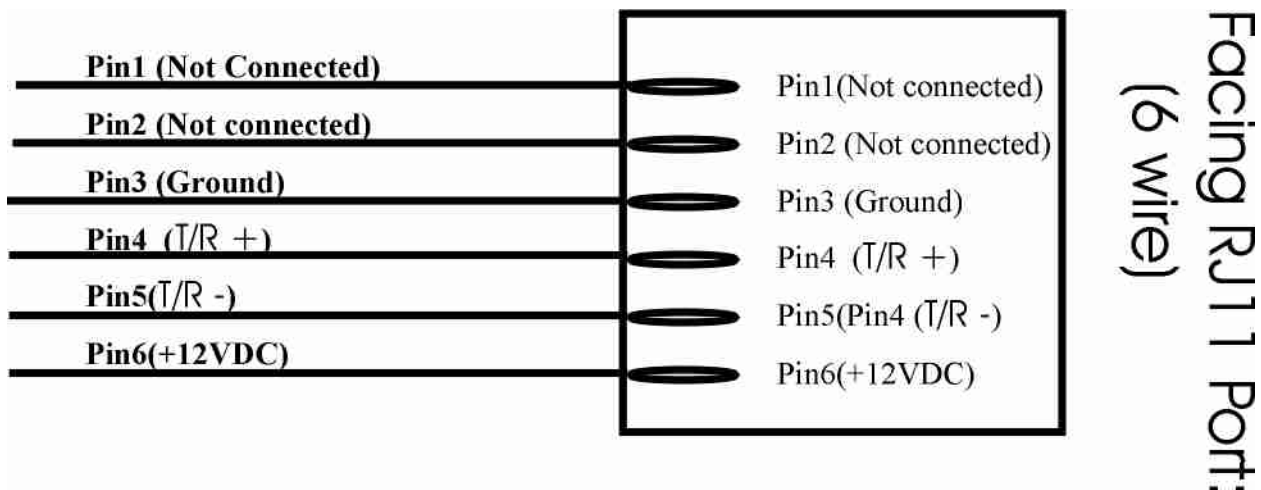 Pin1 (Not Connected)
Pin2 (Not connected)
Pin3 (Ground)
Pin4 (T/R +)
Pin5(T/R -)
Pin6(+12VDC)
Pin1(Not connected)
Pin2 (Not connected)
Pin3 (Ground)
Pin4 (T/R +)
Pin5(Pin4 (T/R -)
Pin6(+12VDC)
Facing RJ11 Port:
(6 wire)